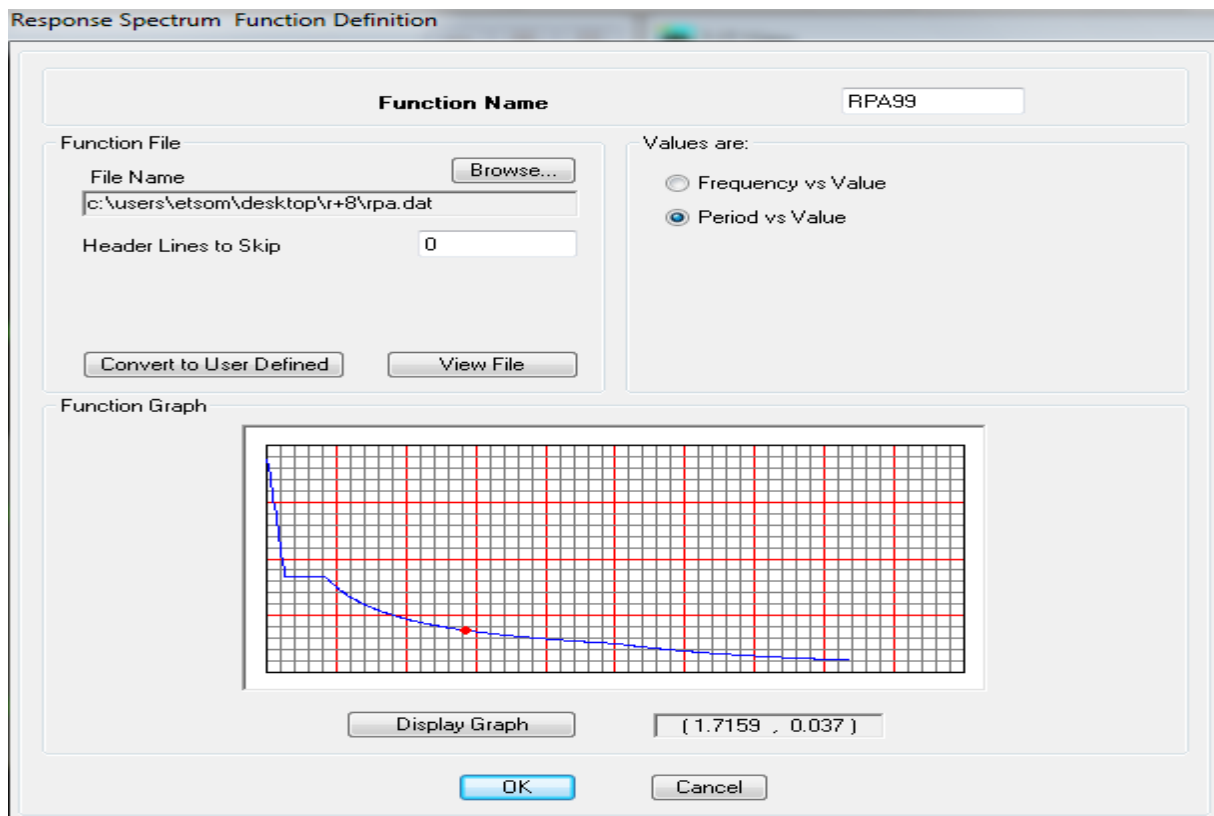 Response Spectrum Function Definition
Function Name
RPA99
Function File
File Name
Browse...
c:\users\etsom\desktop\r+8\rpa.dat
Header Lines to Skip
0
Convert to User Defined
View File
Values are:
Frequency vs Value
Period vs Value
Function Graph
Display Graph
( 1.7159 , 0.037 )
OK
Cancel